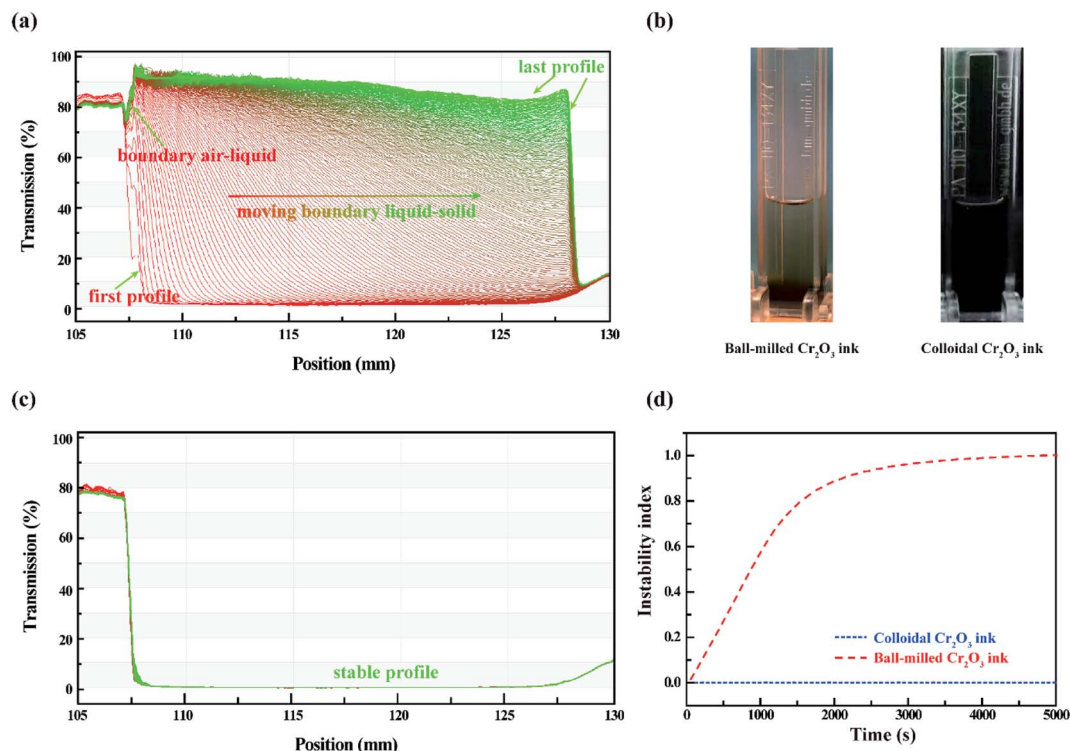 (a)
100
80
60
40
20
0
Transmission (%)
last profile
boundary air-liquid
moving boundary liquid-solid
first profile
105 110 115 120 125 130
Position (mm)
(b)
Ball-milled Cr₂O₃ ink
Colloidal Cr₂O₃ ink
(c)
100
80
60
40
20
0
Transmission (%)
stable profile
105 110 115 120 125 130
Position (mm)
(d)
1.0
0.8
0.6
0.4
0.2
0.0
Instability index
Colloidal Cr₂O₃ ink
Ball-milled Cr₂O₃ ink
0 1000 2000 3000 4000 5000
Time (s)